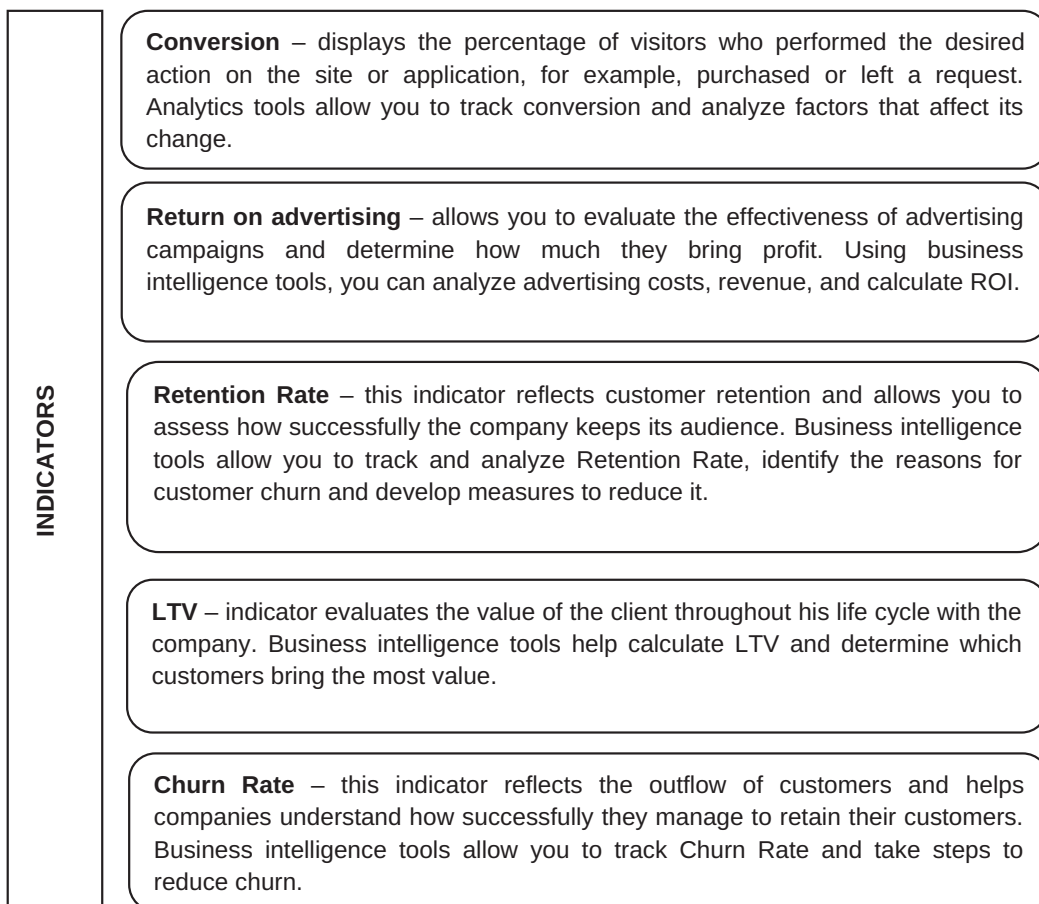 INDICATORS
Conversion – displays the percentage of visitors who performed the desired
action on the site or application, for example, purchased or left a request.
Analytics tools allow you to track conversion and analyze factors that affect its
change.
Return on advertising – allows you to evaluate the effectiveness of advertising
campaigns and determine how much they bring profit. Using business
intelligence tools, you can analyze advertising costs, revenue, and calculate ROI.
Retention Rate – this indicator reflects customer retention and allows you to
assess how successfully the company keeps its audience. Business intelligence
tools allow you to track and analyze Retention Rate, identify the reasons for
customer churn and develop measures to reduce it.
LTV – indicator evaluates the value of the client throughout his life cycle with the
company. Business intelligence tools help calculate LTV and determine which
customers bring the most value.
Churn Rate – this indicator reflects the outflow of customers and helps
companies understand how successfully they manage to retain their customers.
Business intelligence tools allow you to track Churn Rate and take steps to
reduce churn.